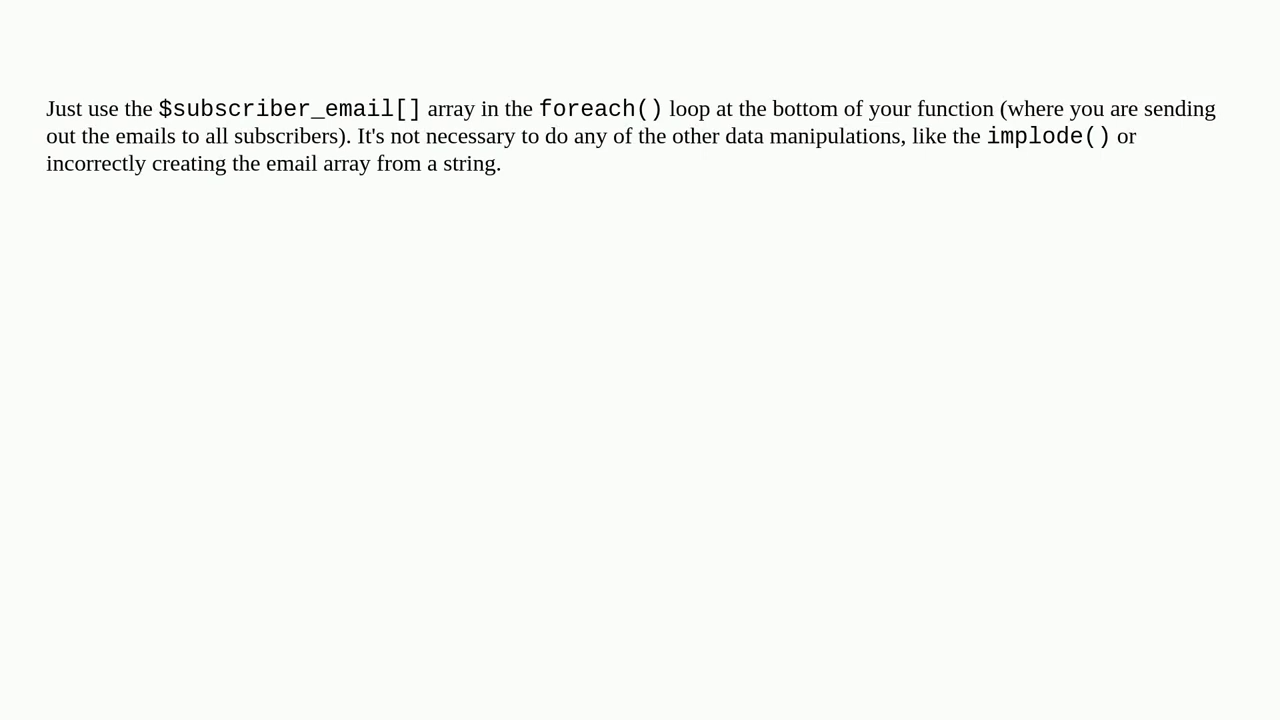 Just use the $subscriber_email[] array in the foreach() loop at the bottom of your function (where you are sending
out the emails to all subscribers). It's not necessary to do any of the other data manipulations, like the implode() or
incorrectly creating the email array from a string.